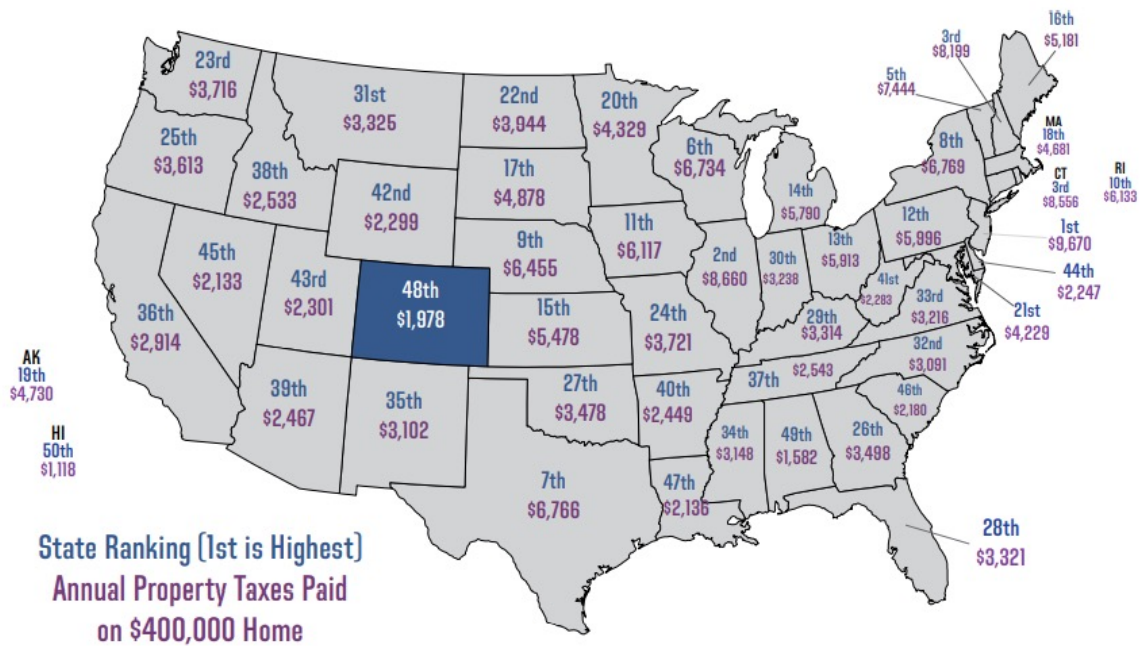 23rd
$3,716
31st
$3,325
22nd
$3,944
20th
$4,329
16th
$5,181
3rd
$8,199
5th
$7,444
25th
$3,613
38th
$2,533
42nd
$2,299
17th
$4,878
6th
$6,734
14th
$5,790
8th
$6,769
MA
18th
$4,681
CT
3rd
$8,556
RI
10th
$6,133
45th
$2,133
43rd
$2,301
48th
$1,978
9th
$6,455
11th
$6,117
2nd
$8,660
30th
$3,238
13th
$5,913
12th
$5,996
1st
$9,670
44th
$2,247
21st
$4,229
36th
$2,914
15th
$5,478
24th
$3,721
29th
$3,314
41st
$2,283
33rd
$3,216
32nd
$3,091
AK
19th
$4,730
HI
50th
$1,118
39th
$2,467
35th
$3,102
27th
$3,478
40th
$2,449
37th
$2,543
46th
$2,180
34th
$3,148
49th
$1,582
26th
$3,498
7th
$6,766
47th
$2,136
28th
$3,321
State Ranking (1st is Highest)
Annual Property Taxes Paid
on $400,000 Home